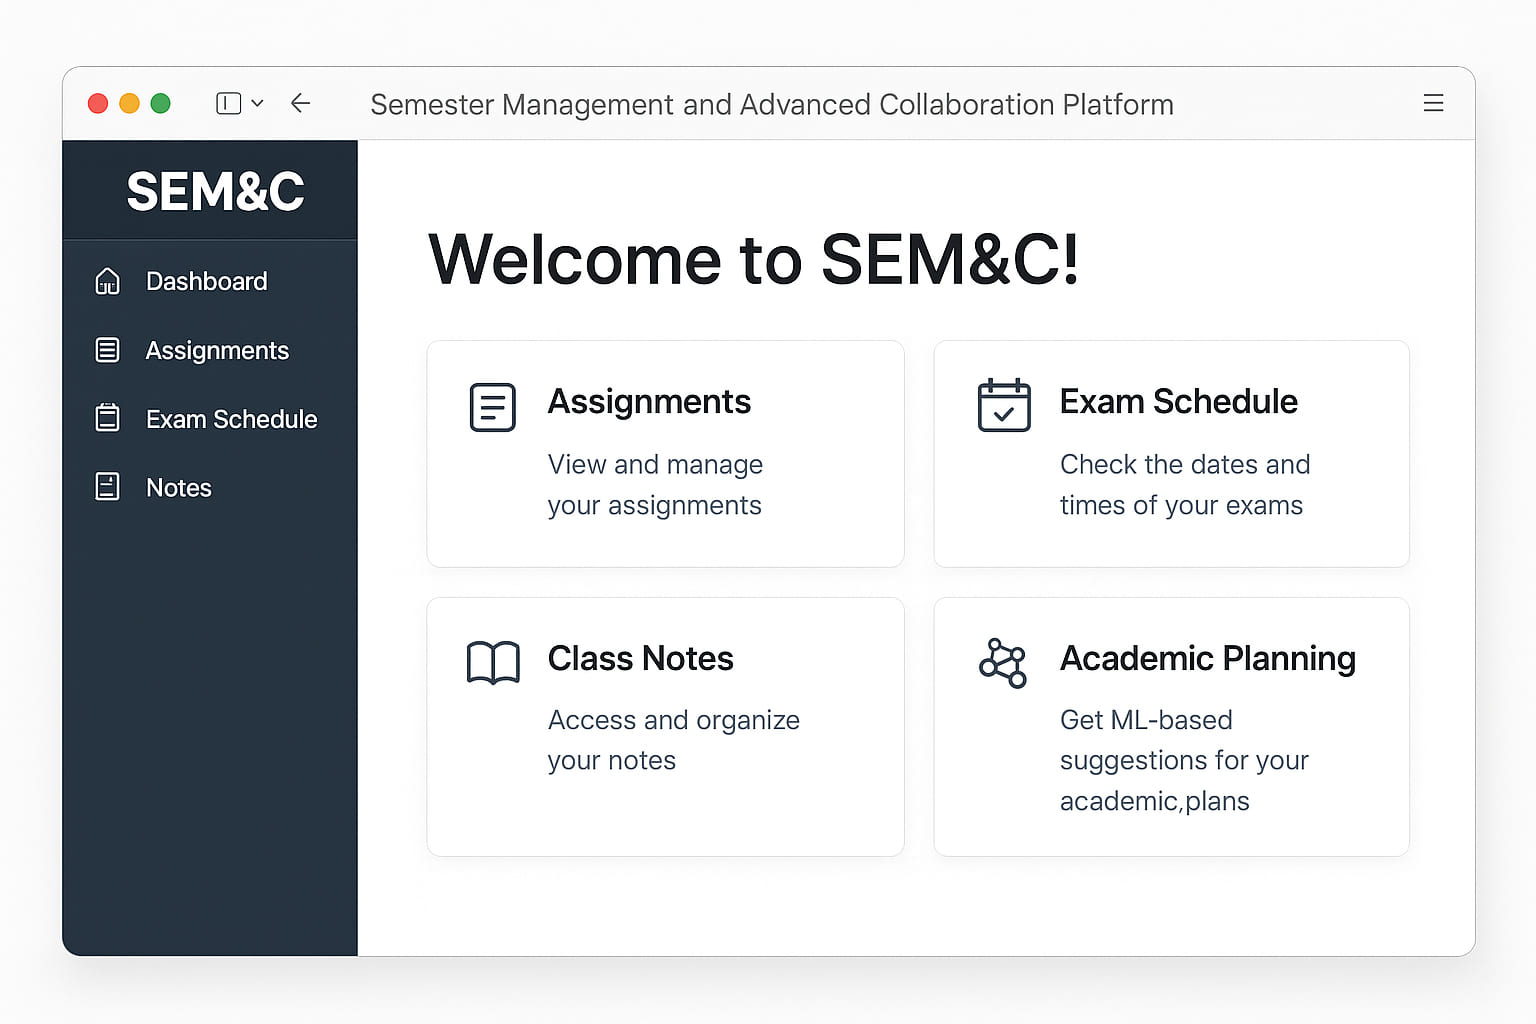 Semester Management and Advanced Collaboration Platform
SEM&C
Dashboard
Assignments
Exam Schedule
Notes
Welcome to SEM&C!
Assignments
View and manage
your assignments
Exam Schedule
Check the dates and
times of your exams
Class Notes
Access and organize
your notes
Academic Planning
Get ML-based
suggestions for your
academic,plans